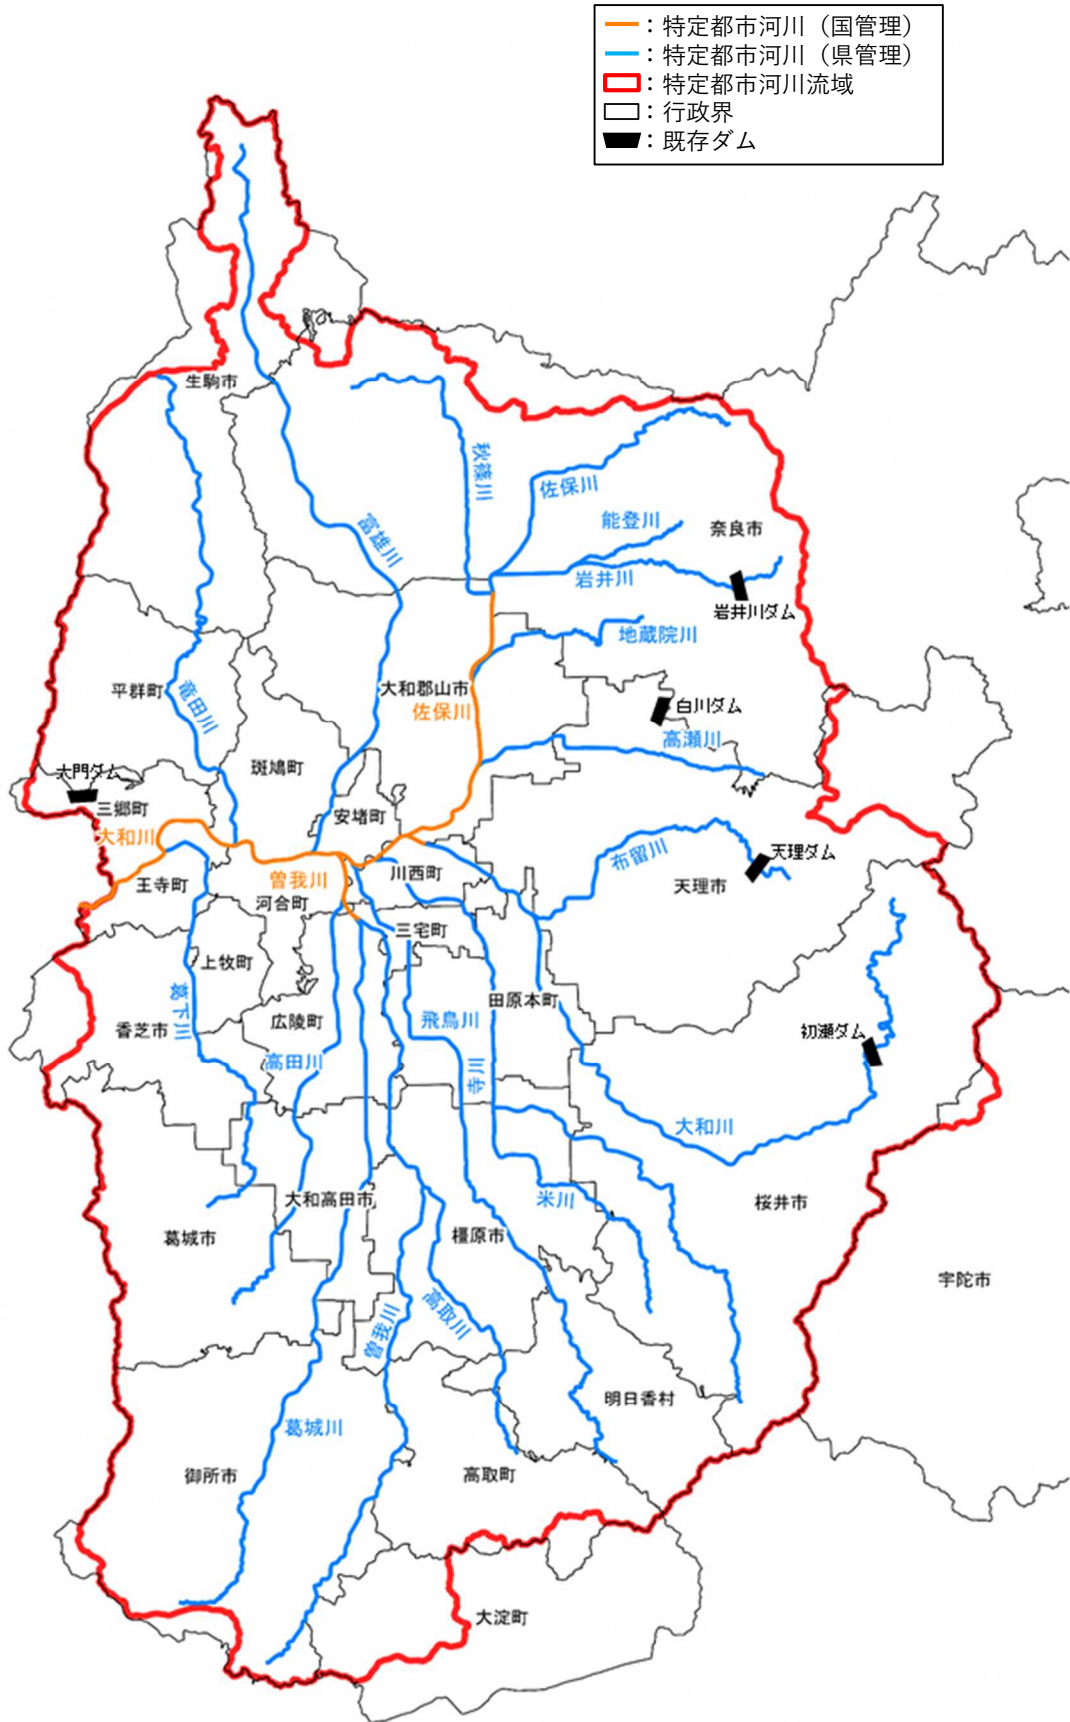 ：特定都市河川（国管理）
：特定都市河川（県管理）
：特定都市河川流域
：行政界
：既存ダム
生駒市
秋篠川
佐保川
能登川
奈良市
富雄川
岩井川
岩井川ダム
地蔵院川
平群町
竜田川
大和郡山市
佐保川
白川ダム
高瀬川
斑鳩町
大門ダム
三郷町
安堵町
大和川
布留川
天理ダム
王寺町
曽我川
川西町
天理市
河合町
三宅町
上牧町
葛下川
田原本町
香芝市
広陵町
飛鳥川
初瀬ダム
高田川
寺川
大和川
大和高田市
米川
桜井市
葛城市
橿原市
宇陀市
曽我川
高取川
明日香村
葛城川
御所市
高取町
大淀町